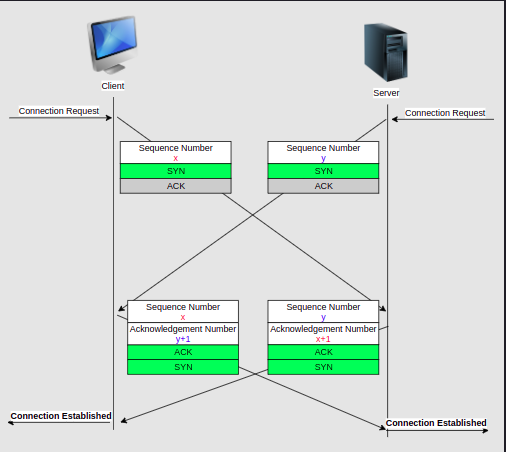 Client
Server
Connection Request
Connection Request
Sequence Number
x
SYN
ACK
Sequence Number
y
SYN
ACK
Sequence Number
x
Acknowledgement Number
y+1
ACK
SYN
Sequence Number
y
Acknowledgement Number
x+1
ACK
SYN
Connection Established
Connection Established